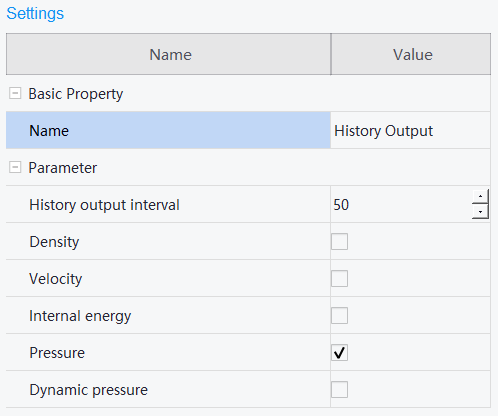 Settings
Name Value
Basic Property
Name History Output
Parameter
History output interval 50
Density
Velocity
Internal energy
Pressure
Dynamic pressure